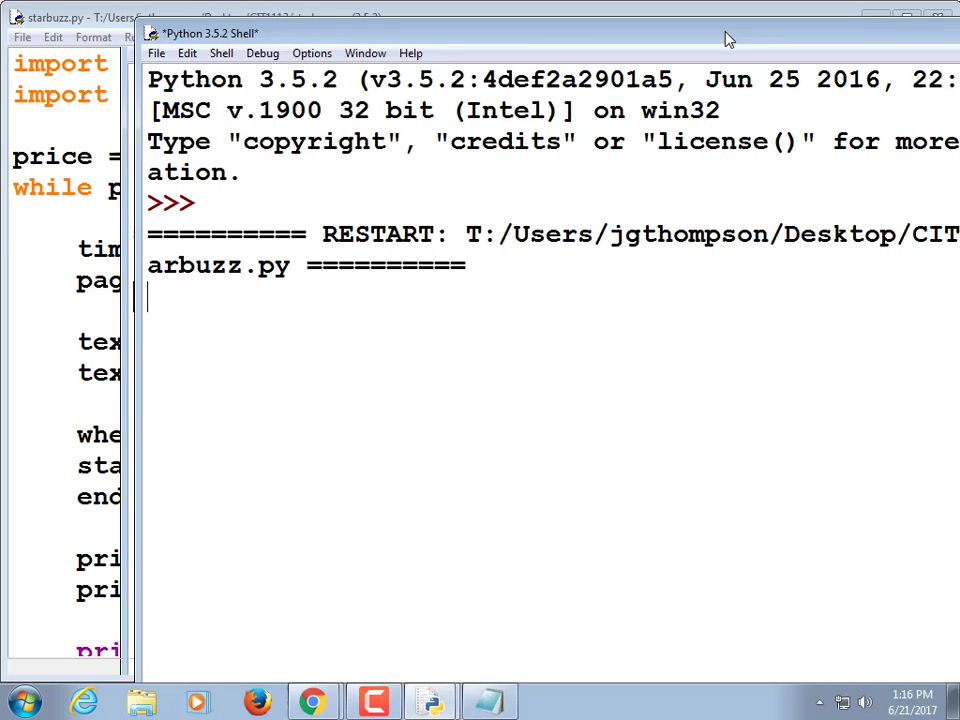 starbuzz.py - T:/Users
*Python 3.5.2 Shell*
File Edit Format Ru
File Edit Shell Debug Options Window Help
import
import
price =
while p
tim
pag
tex
tex
whe
sta
end
pri
pri
pri
Python 3.5.2 (v3.5.2:4def2a2901a5, Jun 25 2016, 22:
[MSC v.1900 32 bit (Intel)] on win32
Type "copyright", "credits" or "license()" for more
ation.
>>>
========== RESTART: T:/Users/jgthompson/Desktop/CIT
arbuzz.py ==========
1:16 PM
6/21/2017